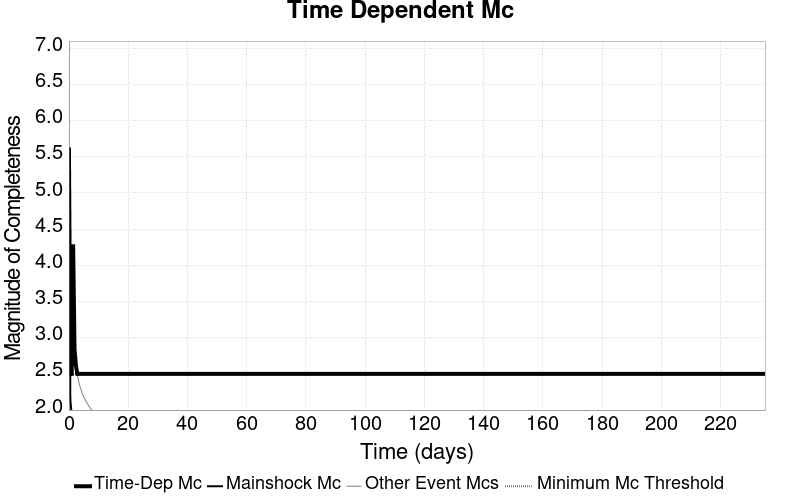 Time Dependent Mc
Magnitude of Completeness
7.0
6.5
6.0
5.5
5.0
4.5
4.0
3.5
3.0
2.5
2.0
0 20 40 60 80 100 120 140 160 180 200 220
Time (days)
Time-Dep Mc Mainshock Mc Other Event Mcs Minimum Mc Threshold